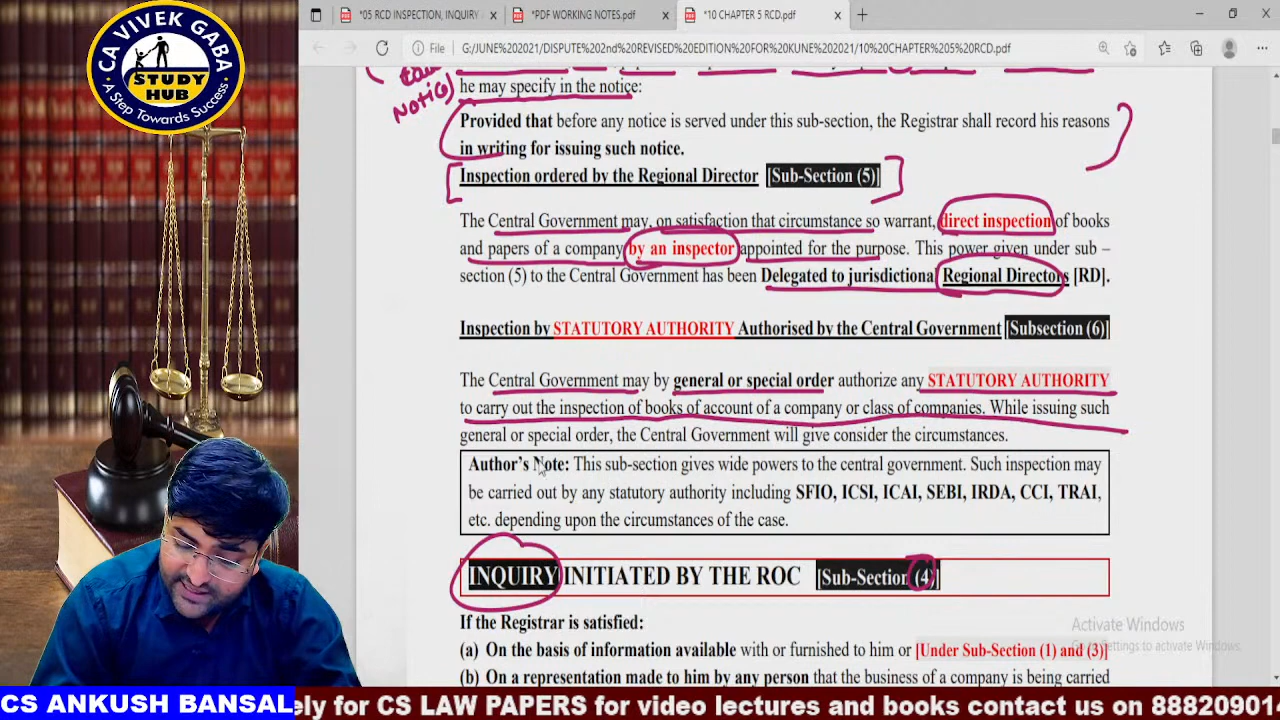 CA VIVEK GABA
STUDY
HUB
A Step Towards Success
*05 RCD INSPECTION, INQUIRY
*PDF WORKING NOTES.pdf
*10 CHAPTER 5 RCD.pdf
File
G:/JUNE%202021/DISPUTE%202nd%20REVISED%20EDITION%20FOR%20KUNE%202021/10%20CHAPTER%205%20RCD.pdf
Notice)
he may specify in the notice:
Provided that before any notice is served under this sub-section, the Registrar shall record his reasons
in writing for issuing such notice.
Inspection ordered by the Regional Director [Sub-Section (5)]
The Central Government may, on satisfaction that circumstance so warrant, direct inspection of books
and papers of a company by an inspector appointed for the purpose. This power given under sub –
section (5) to the Central Government has been Delegated to jurisdictional Regional Directors [RD].
Inspection by STATUTORY AUTHORITY Authorised by the Central Government [Subsection (6)]
The Central Government may by general or special order authorize any STATUTORY AUTHORITY
to carry out the inspection of books of account of a company or class of companies. While issuing such
general or special order, the Central Government will give consider the circumstances.
Author's Note: This sub-section gives wide powers to the central government. Such inspection may
be carried out by any statutory authority including SFIO, ICSI, ICAI, SEBI, IRDA, CCI, TRAI,
etc. depending upon the circumstances of the case.
INQUIRY INITIATED BY THE ROC [Sub-Section (4)]
If the Registrar is satisfied:
(a) On the basis of information available with or furnished to him or [Under Sub-Section (1) and (3)]
(b) On a representation made to him by any person that the business of a company is being carried
Activate Windows
Go to Settings to activate Windows.
CS ANKUSH BANSAL
ely for CS LAW PAPERS for video lectures and books contact us on 888209014